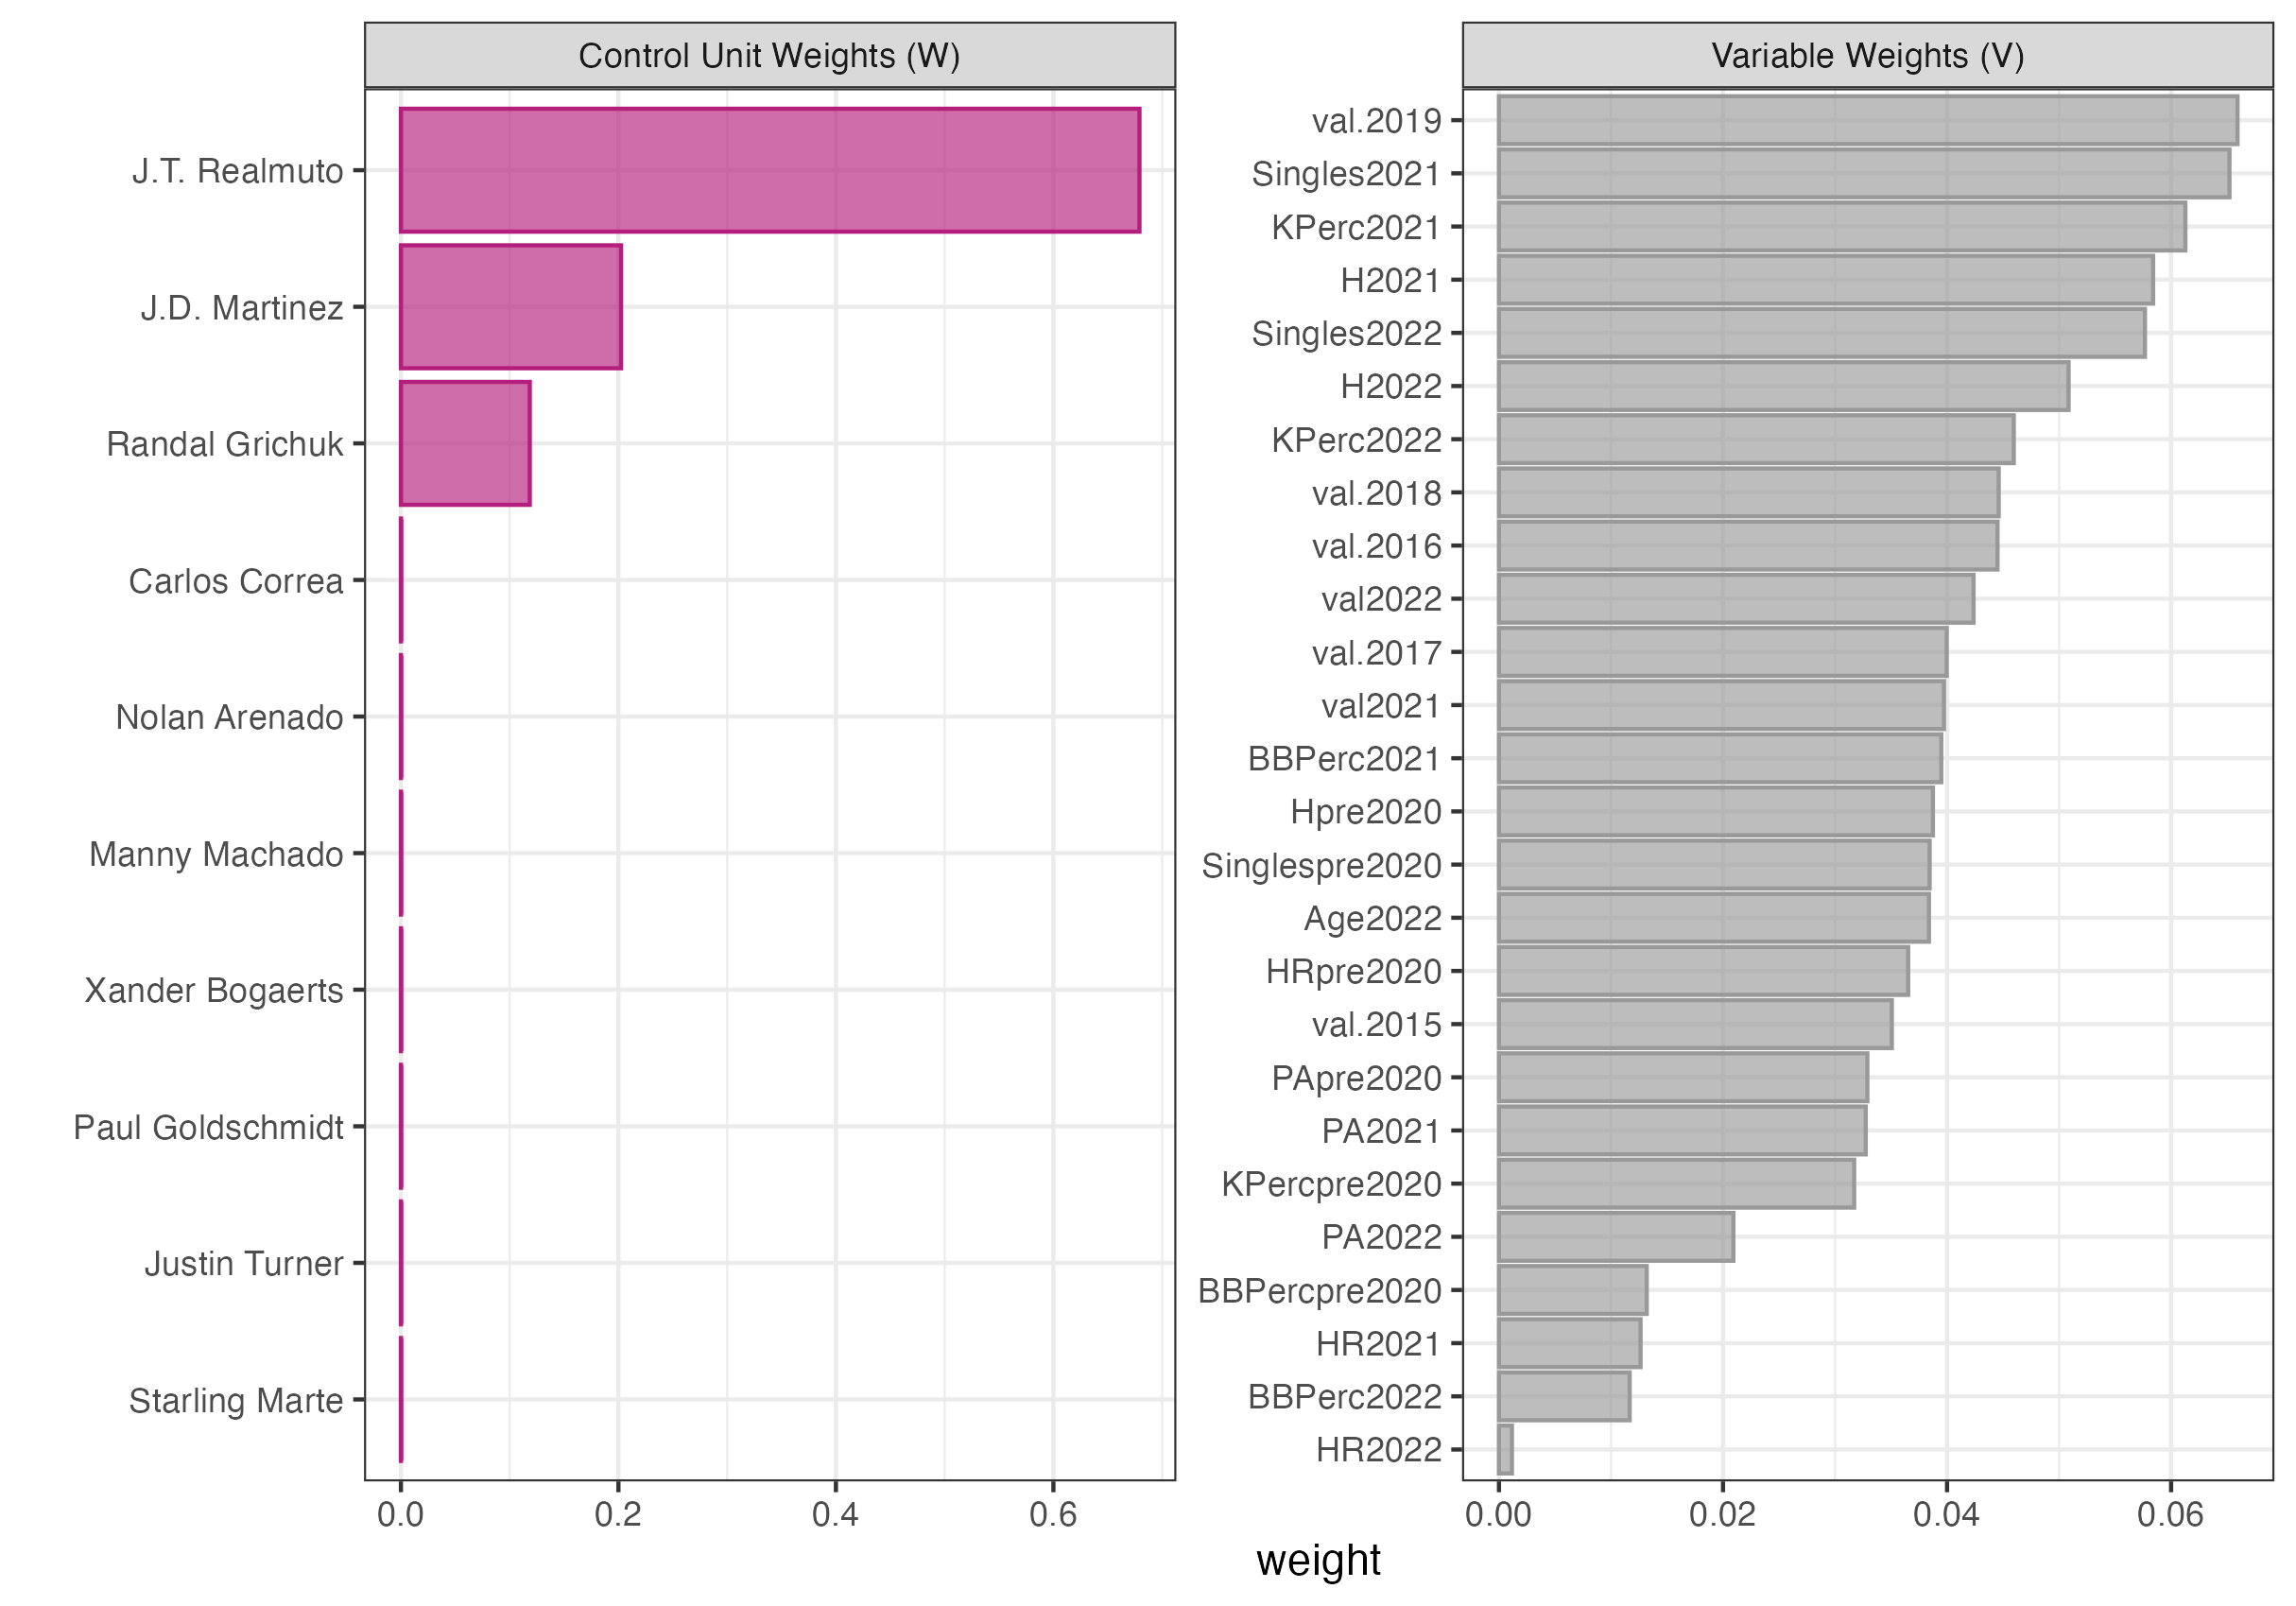 Control Unit Weights (W)
J.T. Realmuto
J.D. Martinez
Randal Grichuk
Carlos Correa
Nolan Arenado
Manny Machado
Xander Bogaerts
Paul Goldschmidt
Justin Turner
Starling Marte
0.0 0.2 0.4 0.6
Variable Weights (V)
val.2019
Singles2021
KPerc2021
H2021
Singles2022
H2022
KPerc2022
val.2018
val.2016
val2022
val.2017
val2021
BBPerc2021
Hpre2020
Singlespre2020
Age2022
HRpre2020
val.2015
PApre2020
PA2021
KPercpre2020
PA2022
BBPercpre2020
HR2021
BBPerc2022
HR2022
0.00 0.02 0.04 0.06
weight